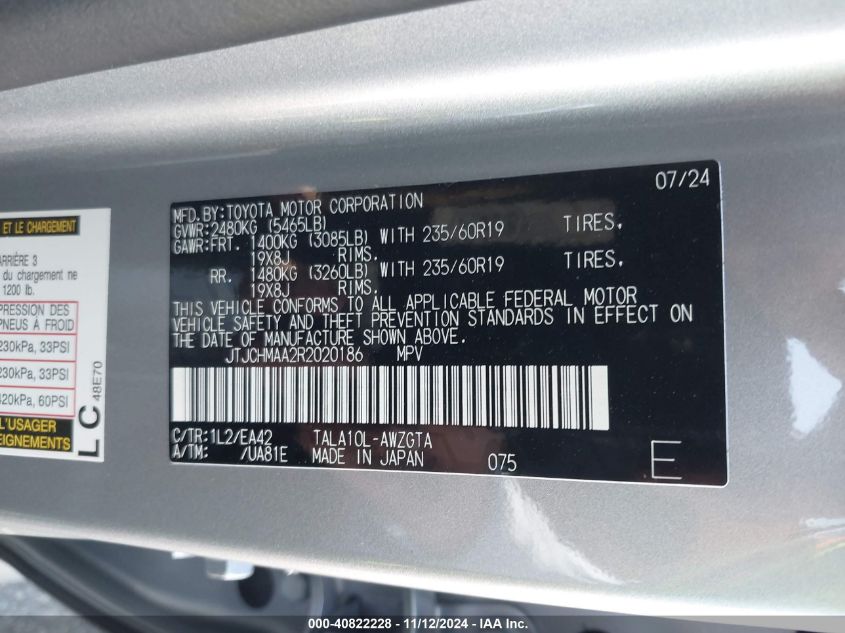 ET LE CHARGEMENT
ARRIÈRE 3
du chargement ne
1200 lb.
PRESSION DES
PNEUS À FROID
230kPa, 33PSI
230kPa, 33PSI
420kPa, 60PSI
L'USAGER
EIGNEMENTS
LC
48E70
07/24
MFD.BY:TOYOTA MOTOR CORPORATION
GVWR:2480KG (5465LB)
GAWR:FRT. 1400KG (3085LB) WITH 235/60R19 TIRES,
19X8J RIMS.
RR. 1480KG (3260LB) WITH 235/60R19 TIRES,
19X8J RIMS.
THIS VEHICLE CONFORMS TO ALL APPLICABLE FEDERAL MOTOR
VEHICLE SAFETY AND THEFT PREVENTION STANDARDS IN EFFECT ON
THE DATE OF MANUFACTURE SHOWN ABOVE.
JTJCHMAA2R2020186 MPV
C/TR:1L2/EA42 TALA10L-AWZGTA
A/TM: /UA81E MADE IN JAPAN 075 E
000-40822228 - 11/12/2024 - IAA Inc.